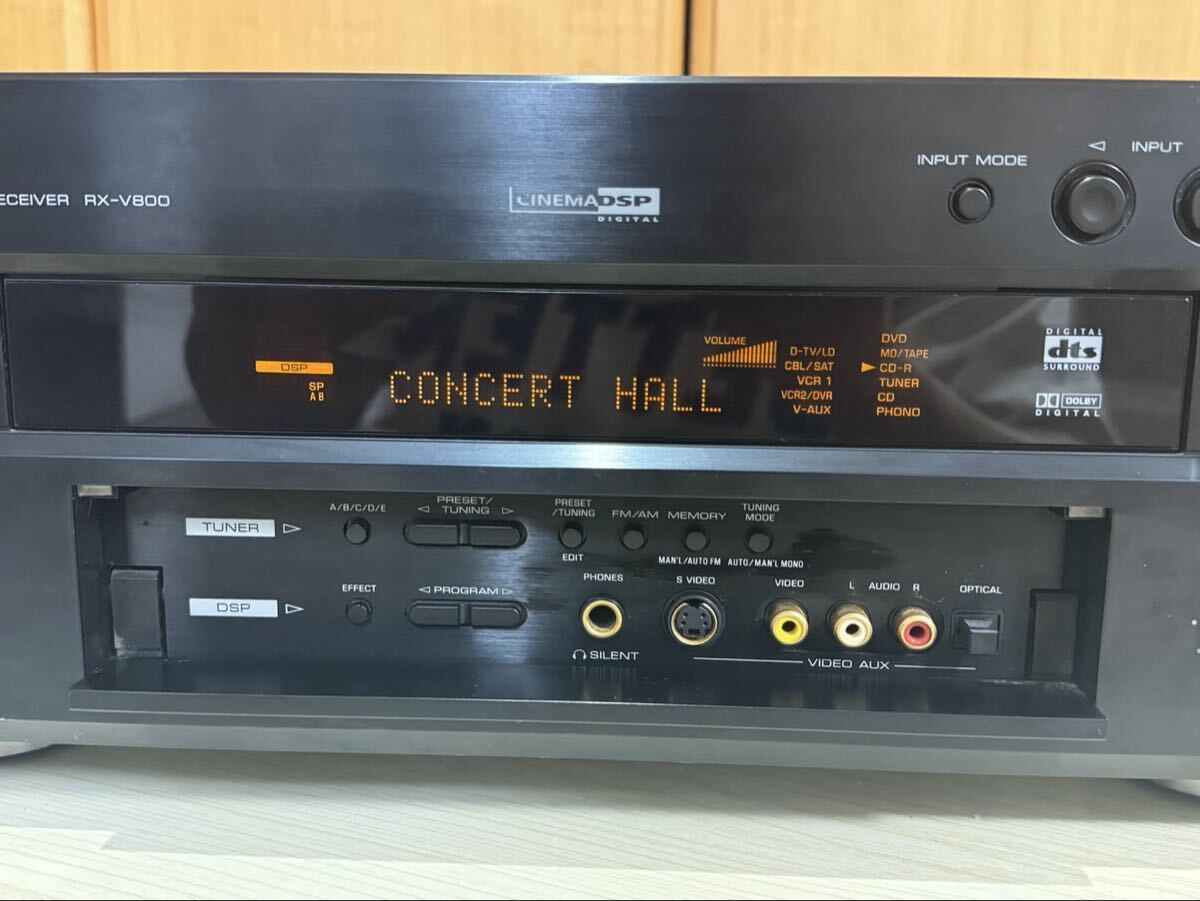 ECEIVER RX-V800
CINEMA DSP
DIGITAL
INPUT MODE
◁ INPUT
DSP
SP
A B
CONCERT HALL
VOLUME
D-TV/LD
CBL/SAT
VCR 1
VCR2/DVR
V-AUX
DVD
MD/TAPE
▶ CD-R
TUNER
CD
PHONO
DIGITAL
dts
SURROUND
DOLBY
DIGITAL
TUNER ▷
A/B/C/D/E
PRESET/
◁ TUNING ▷
PRESET
/TUNING
EDIT
FM/AM
MEMORY
MAN'L/AUTO FM
TUNING
MODE
AUTO/MAN'L MONO
DSP ▷
EFFECT
◁ PROGRAM ▷
PHONES
SILENT
S VIDEO
VIDEO
L AUDIO R
OPTICAL
VIDEO AUX